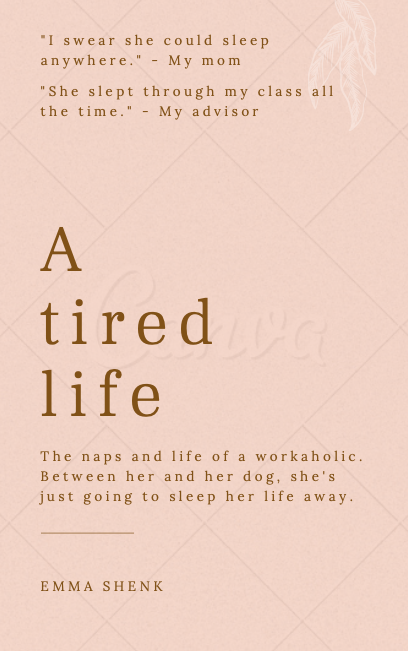 "I swear she could sleep
anywhere." - My mom
"She slept through my class all
the time." - My advisor
A
tired
life
Canva
The naps and life of a workaholic.
Between her and her dog, she's
just going to sleep her life away.
EMMA SHENK